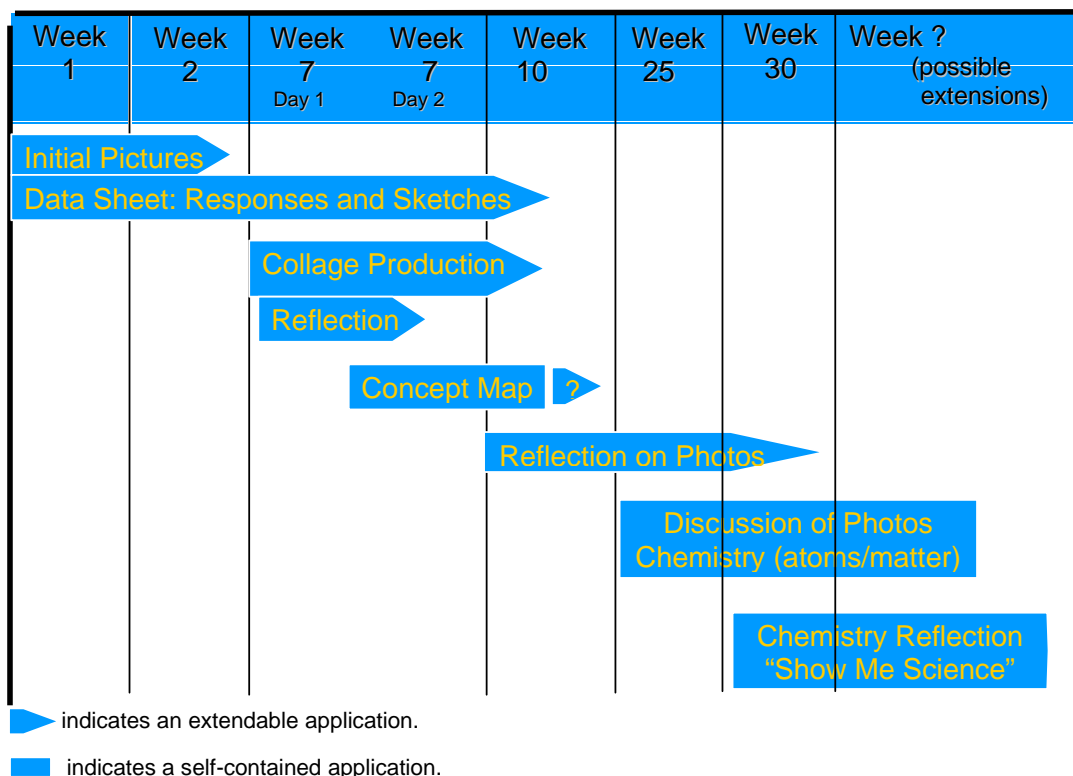 Week 1
Week 2
Week 7 Day 1
Week 7 Day 2
Week 10
Week 25
Week 30
Week ? (possible extensions)
Initial Pictures
Data Sheet: Responses and Sketches
Collage Production
Reflection
Concept Map
?
Reflection on Photos
Discussion of Photos
Chemistry (atoms/matter)
Chemistry Reflection
“Show Me Science”
indicates an extendable application.
indicates a self-contained application.